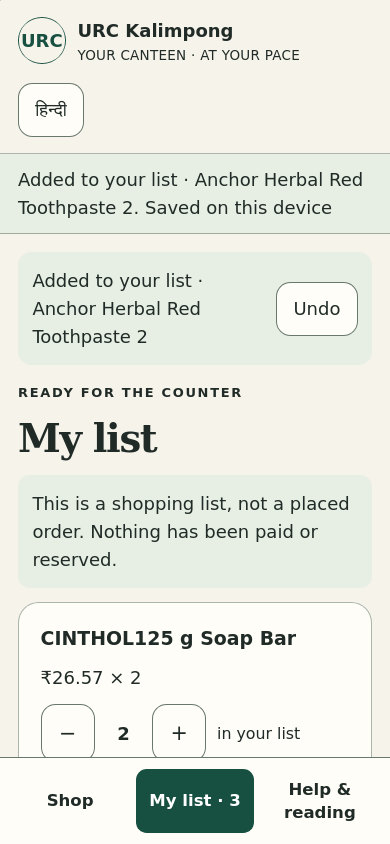 URC
URC Kalimpong
YOUR CANTEEN · AT YOUR PACE
हिन्दी
Added to your list · Anchor Herbal Red
Toothpaste 2. Saved on this device
Added to your list ·
Anchor Herbal Red
Toothpaste 2
Undo
READY FOR THE COUNTER
My list
This is a shopping list, not a placed
order. Nothing has been paid or
reserved.
CINTHOL125 g Soap Bar
₹26.57 × 2
− 2 + in your list
Shop
My list · 3
Help &
reading